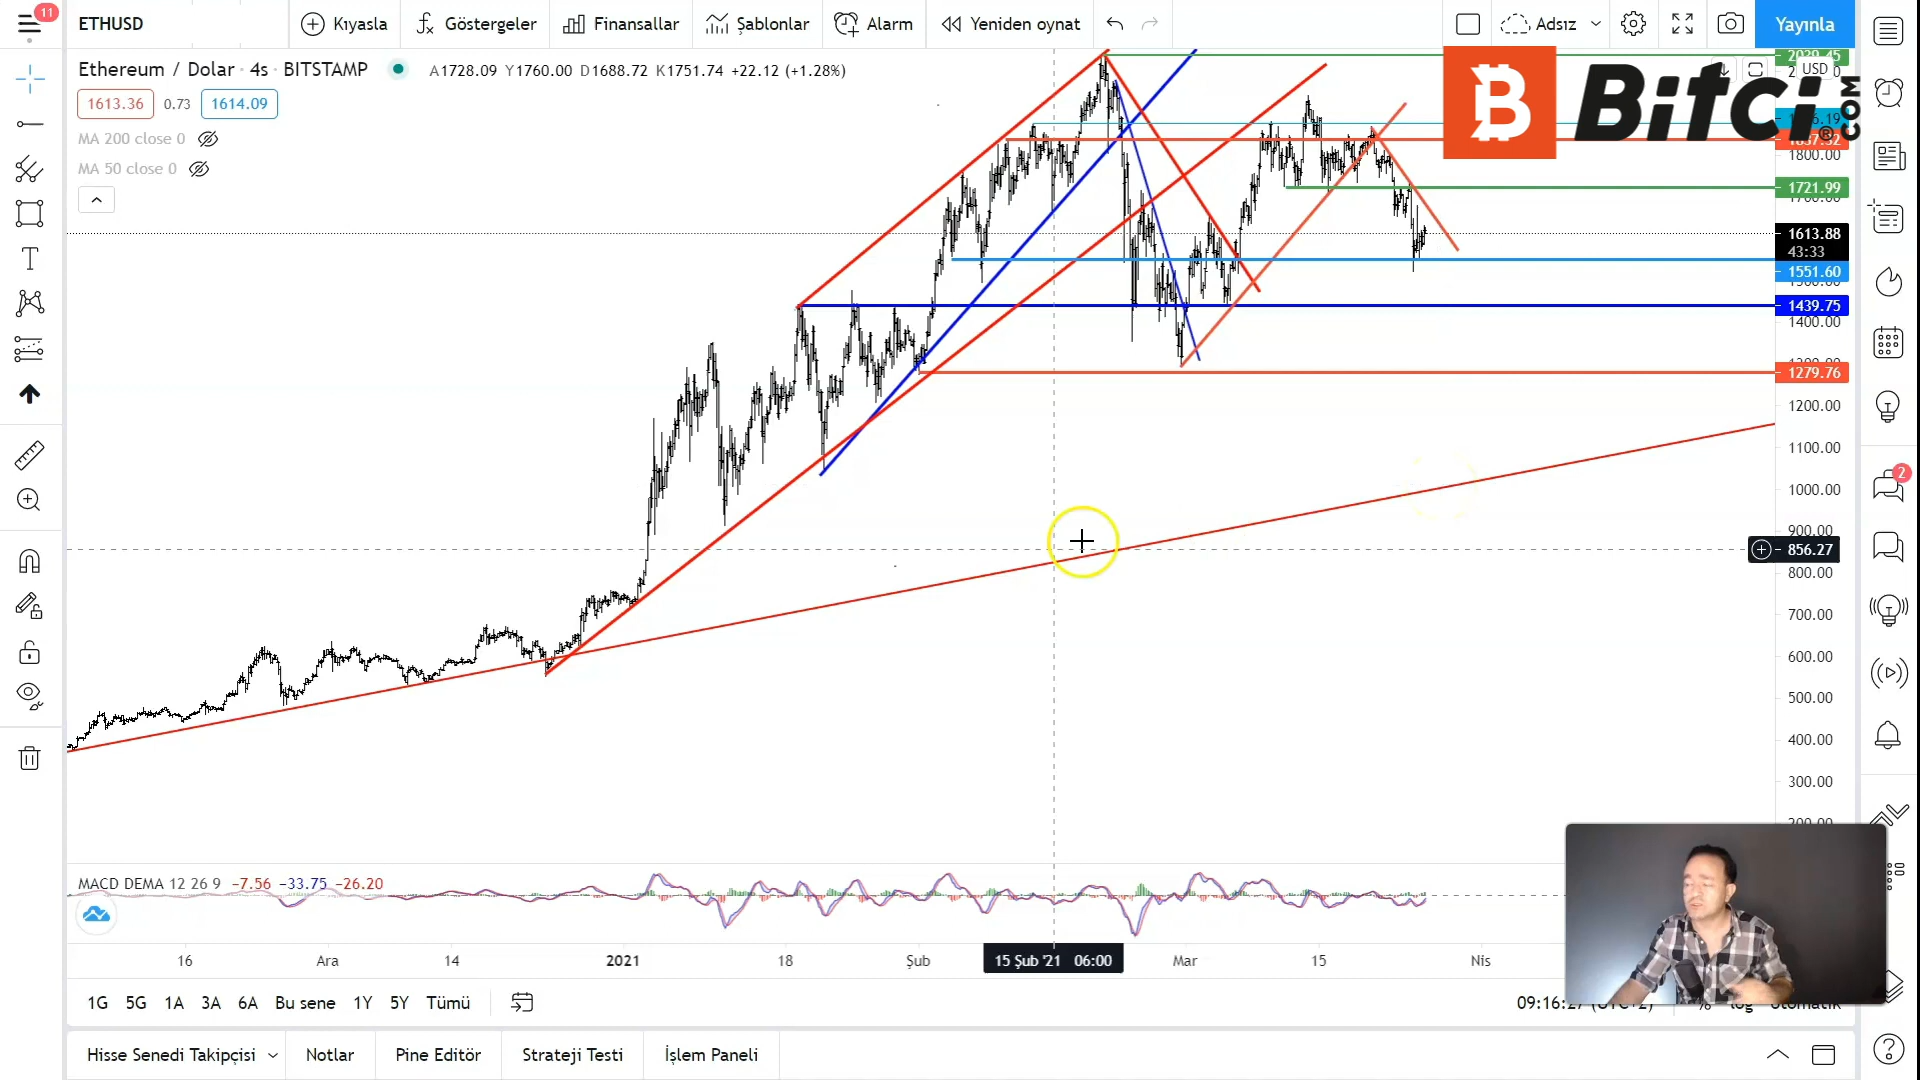 11
ETHUSD
Kıyasla
Göstergeler
Finansallar
Şablonlar
Alarm
Yeniden oynat
Adsız
Yayınla
Ethereum / Dolar · 4s · BITSTAMP
A1728.09 Y1760.00 D1688.72 K1751.74 +22.12 (+1.28%)
1613.36 0.73 1614.09
MA 200 close 0
MA 50 close 0
USD
Bitci.COM
1800.00
1721.99
1613.88
43:33
1551.60
1439.75
1400.00
1279.76
1200.00
1100.00
1000.00
900.00
856.27
800.00
700.00
600.00
500.00
400.00
300.00
2
MACD DEMA 12 26 9 −7.56 −33.75 −26.20
16 Ara 14 2021 18 Şub 15 Şub '21 06:00 Mar 15 Nis
1G 5G 1A 3A 6A Bu sene 1Y 5Y Tümü
Hisse Senedi Takipçisi
Notlar
Pine Editör
Strateji Testi
İşlem Paneli